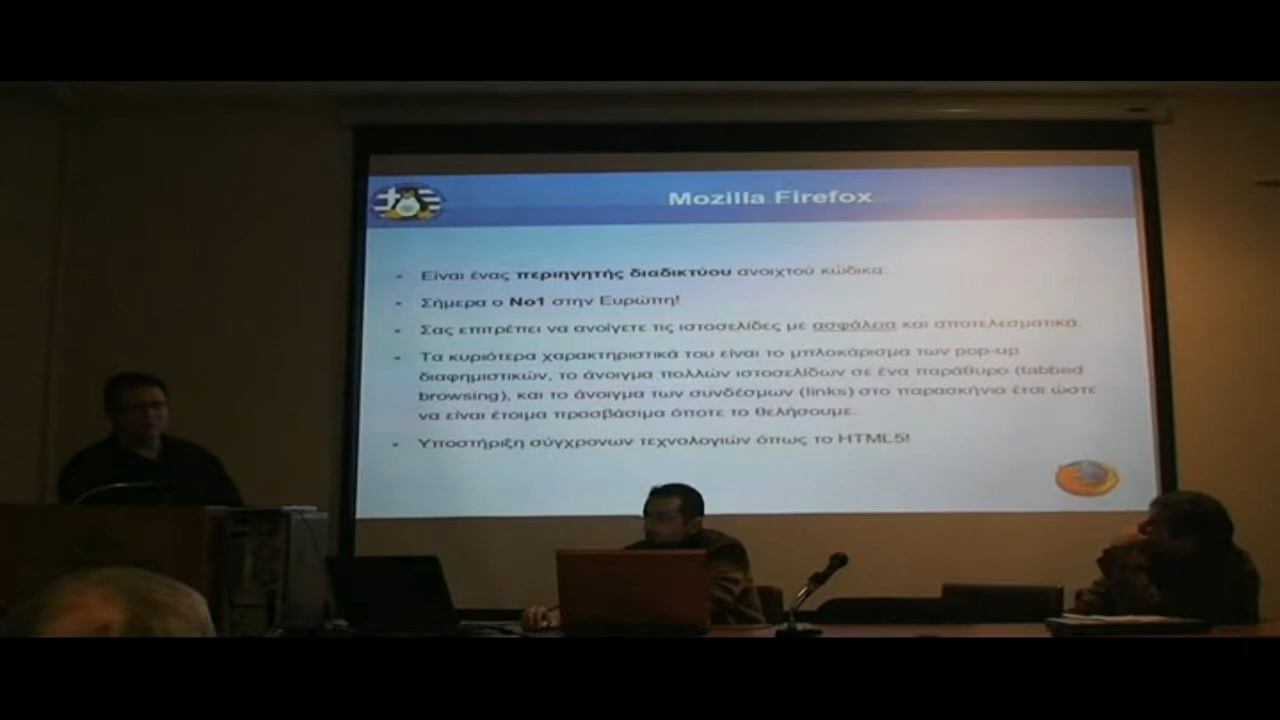 Mozilla Firefox
- Είναι ένας περιηγητής διαδικτύου ανοιχτού κώδικα.
- Σήμερα ο Νο1 στην Ευρώπη!
- Σας επιτρέπει να ανοίγετε τις ιστοσελίδες με ασφάλεια και αποτελεσματικά.
- Τα κυριότερα χαρακτηριστικά του είναι το μπλοκάρισμα των pop-up
διαφημιστικών, το άνοιγμα πολλών ιστοσελίδων σε ένα παράθυρο (tabbed
browsing), και το άνοιγμα των συνδέσμων (links) στο παρασκήνιο έτσι ώστε
να είναι έτοιμα προσβάσιμα όποτε το θελήσουμε.
- Υποστήριξη σύγχρονων τεχνολογιών όπως το HTML5!